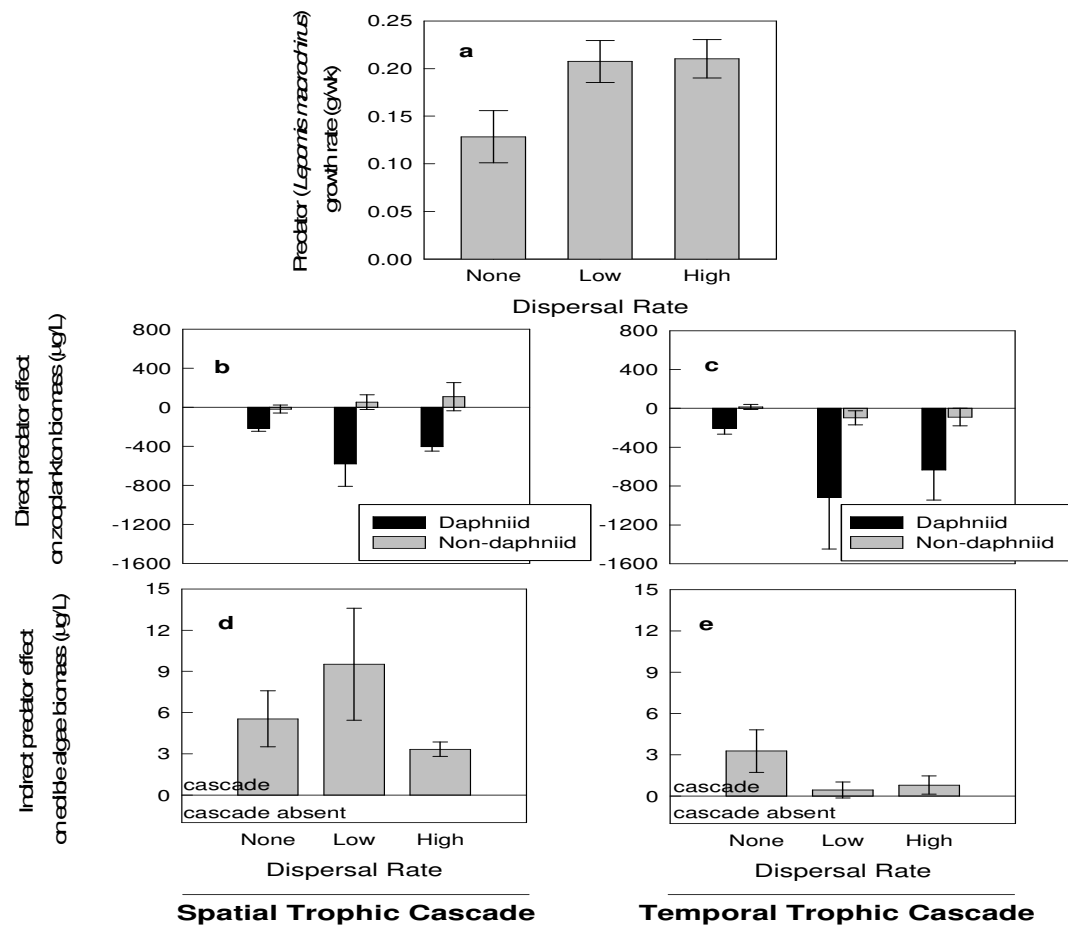 Predator (Lepomis macrochirus)
growth rate (g/wk)
a
0.25
0.20
0.15
0.10
0.05
0.00
None Low High
Dispersal Rate
Direct predator effect
on zooplankton biomass (µg/L)
b
800
400
0
-400
-800
-1200
-1600
Daphniid
Non-daphniid
c
800
400
0
-400
-800
-1200
-1600
Daphniid
Non-daphniid
Indirect predator effect
on edible algae biomass (µg/L)
d
15
12
9
6
3
0
cascade
cascade absent
None Low High
Dispersal Rate
Spatial Trophic Cascade
e
15
12
9
6
3
0
cascade
cascade absent
None Low High
Dispersal Rate
Temporal Trophic Cascade